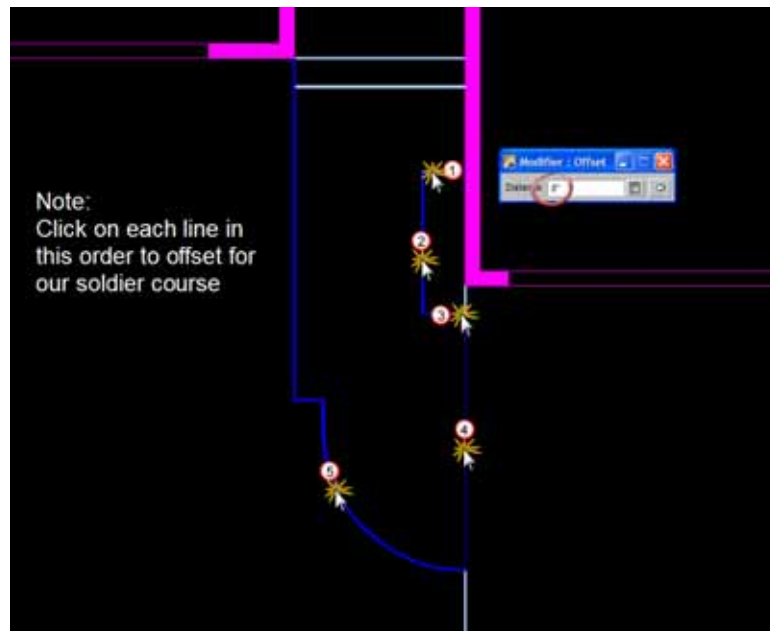 Note:
Click on each line in
this order to offset for
our soldier course
1
Modifier : Offset
2
3
4
5